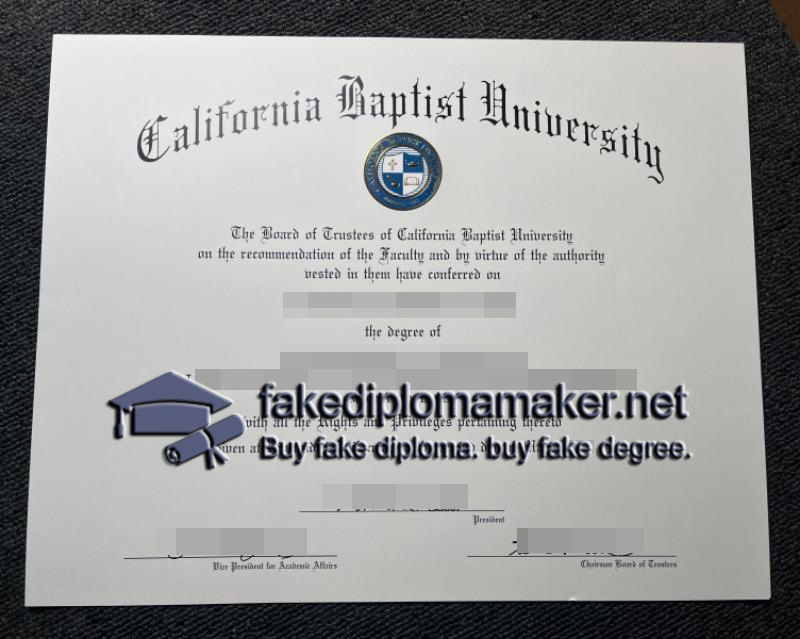 California Baptist University
The Board of Trustees of California Baptist University
on the recommendation of the Faculty and by virtue of the authority
vested in them have conferred on
the degree of
fakediplomamaker.net
with all the Rights and Privileges pertaining thereto
Buy fake diploma. buy fake degree.
President
Vice President for Academic Affairs
Chairman Board of Trustees